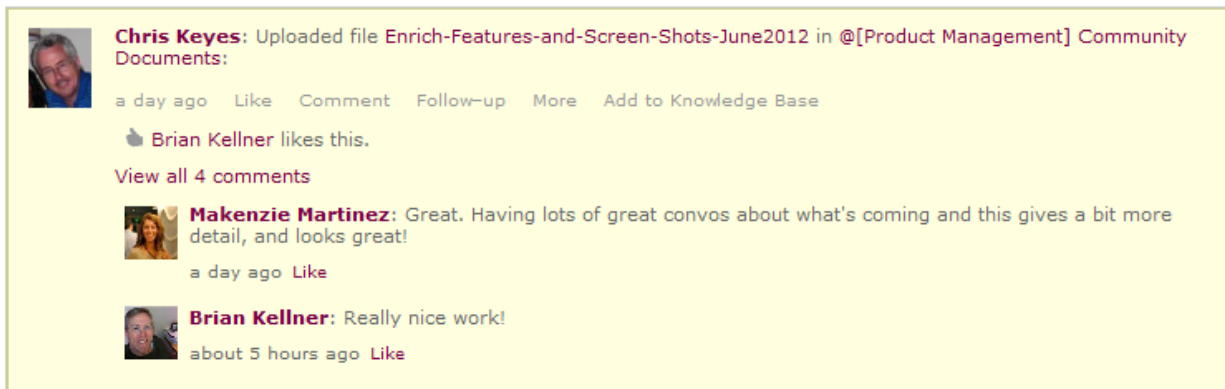 Chris Keyes: Uploaded file Enrich-Features-and-Screen-Shots-June2012 in @[Product Management] Community
Documents:
a day ago Like Comment Follow-up More Add to Knowledge Base
Brian Kellner likes this.
View all 4 comments
Makenzie Martinez: Great. Having lots of great convos about what's coming and this gives a bit more
detail, and looks great!
a day ago Like
Brian Kellner: Really nice work!
about 5 hours ago Like